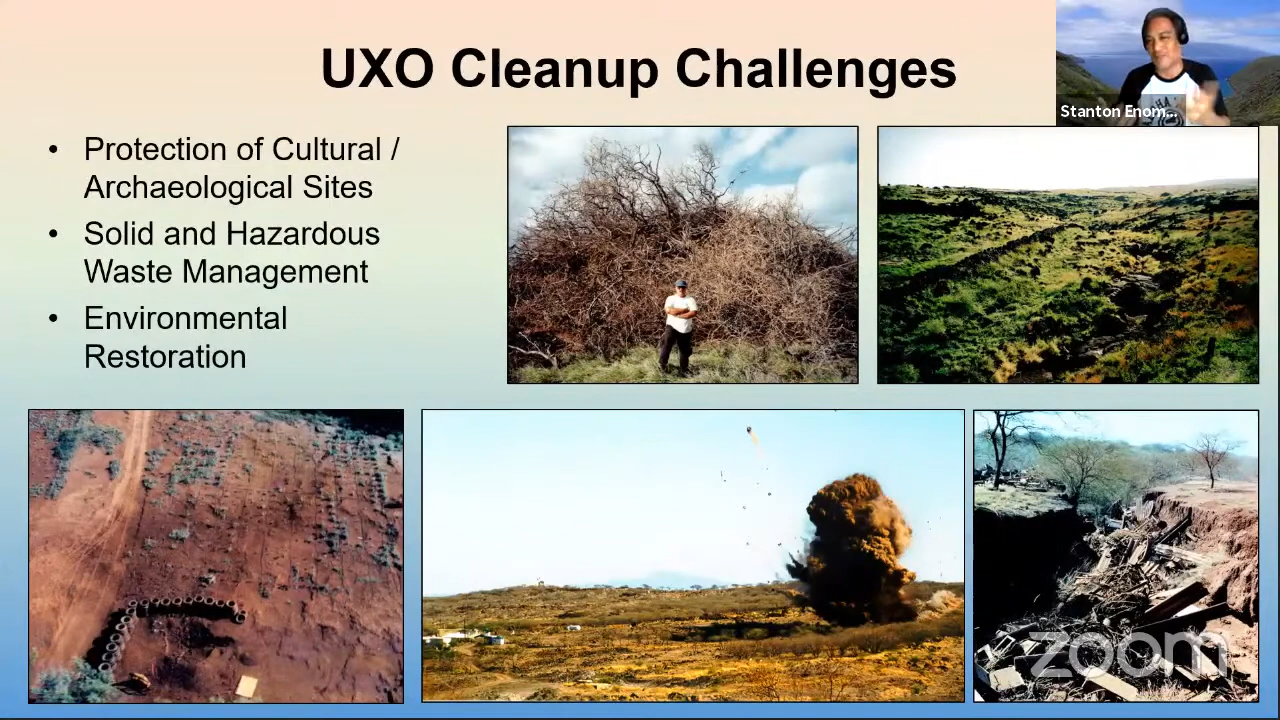 UXO Cleanup Challenges
Stanton Enom...
• Protection of Cultural /
Archaeological Sites
• Solid and Hazardous
Waste Management
• Environmental
Restoration
zoom